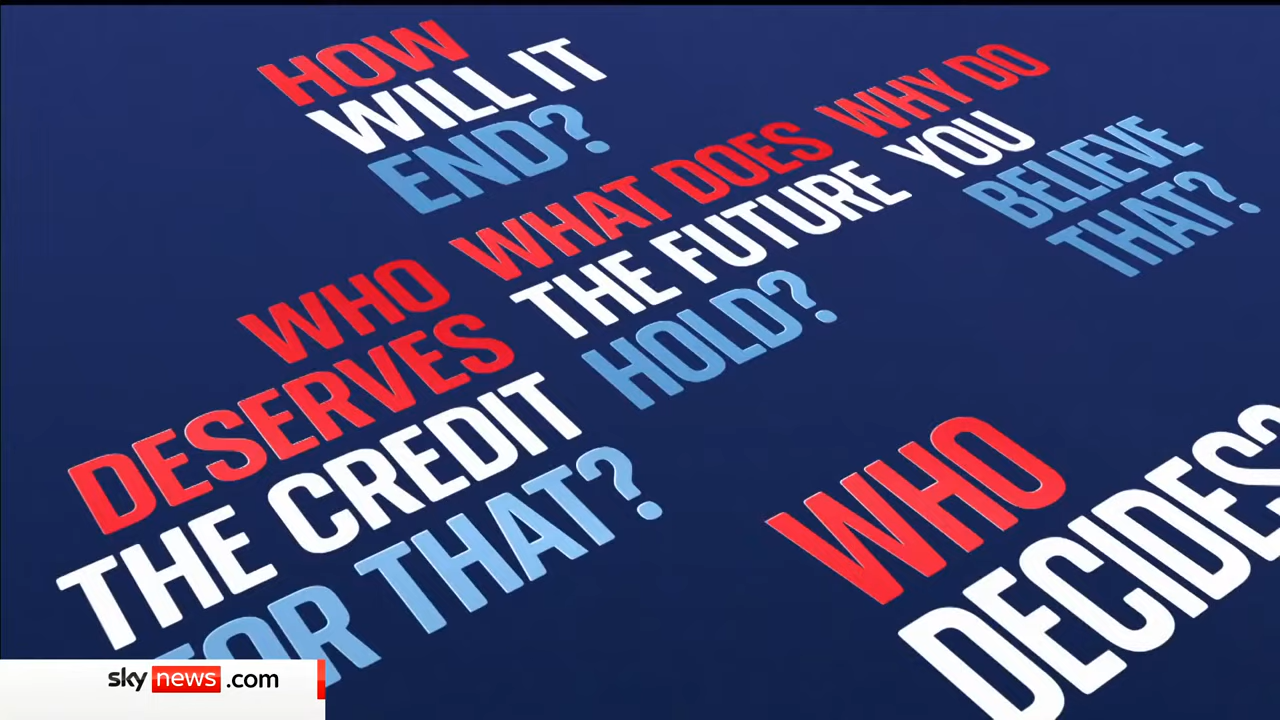 HOW
WILL IT
END?
WHAT DOES
THE FUTURE
HOLD?
WHY DO
YOU
BELIEVE
THAT?
WHO
DESERVES
THE CREDIT
FOR THAT?
WHO
DECIDES?
sky news .com